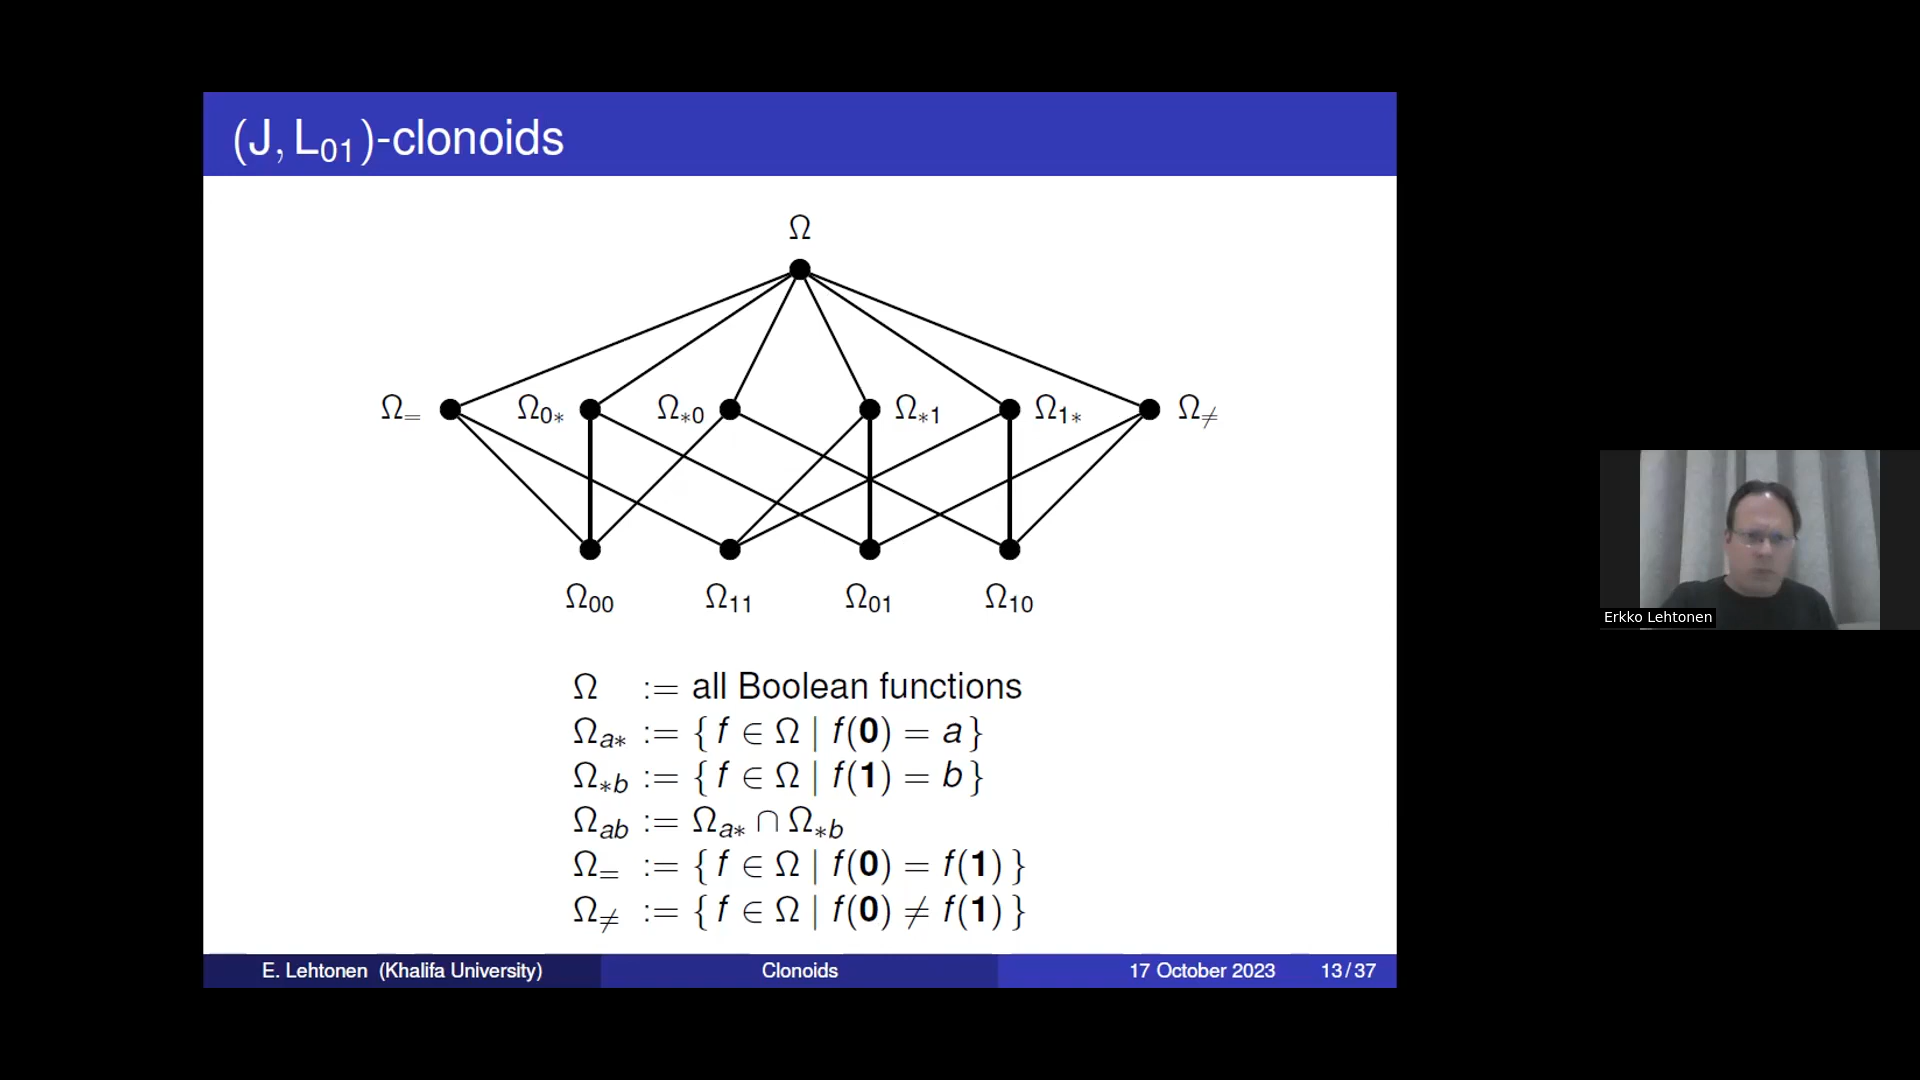 (J, L₀₁)-clonoids
Ω
Ω₌ Ω₀∗ Ω∗₀ Ω∗₁ Ω₁∗ Ω≠
Ω₀₀ Ω₁₁ Ω₀₁ Ω₁₀
Ω := all Boolean functions
Ωₐ∗ := { f ∈ Ω | f(0) = a }
Ω∗b := { f ∈ Ω | f(1) = b }
Ωab := Ωa∗ ∩ Ω∗b
Ω₌ := { f ∈ Ω | f(0) = f(1) }
Ω≠ := { f ∈ Ω | f(0) ≠ f(1) }
E. Lehtonen (Khalifa University) Clonoids 17 October 2023 13 / 37
Erkko Lehtonen